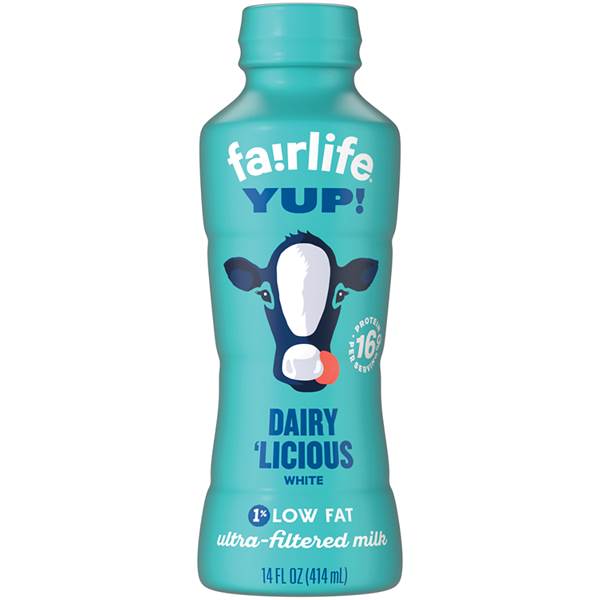 fa!rlife®
YUP!
16g
PROTEIN
PER SERVING
DAIRY
'LICIOUS
WHITE
1% LOW FAT
ultra-filtered milk
14 FL OZ (414 mL)